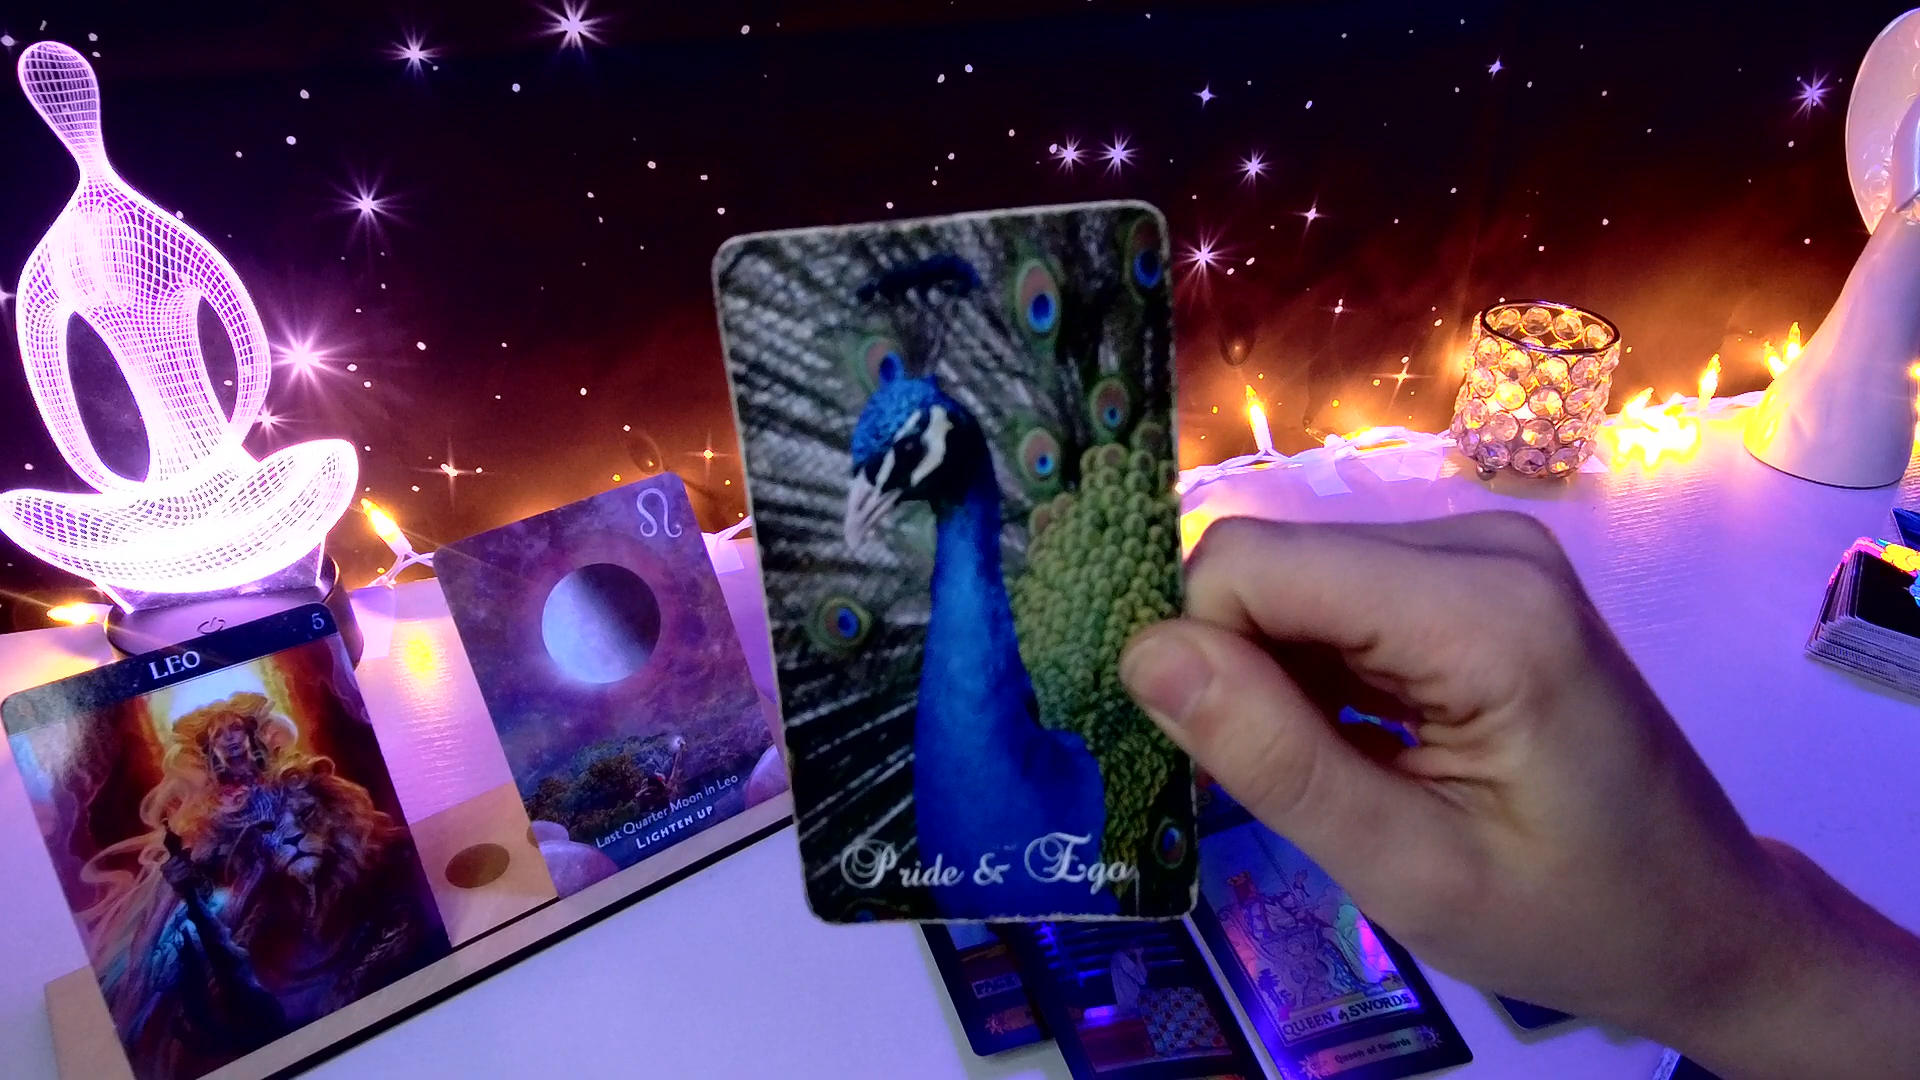 LEO
5
Last Quarter Moon in Leo
LIGHTEN UP
Pride & Ego
QUEEN of SWORDS
Queen of Swords